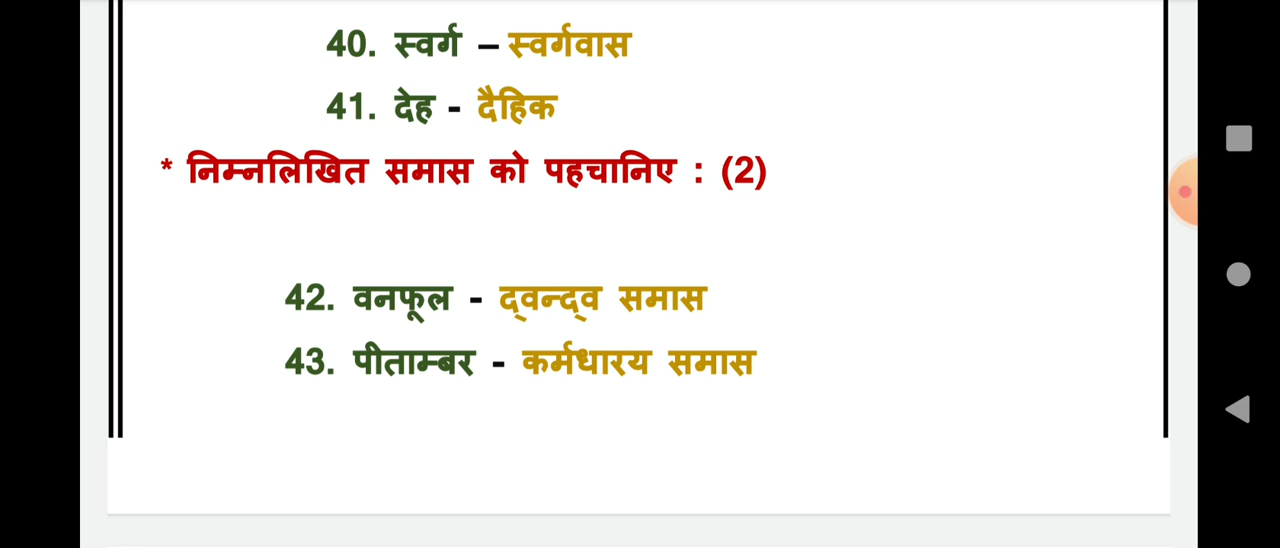 40. स्वर्ग – स्वर्गवास
41. देह - दैहिक
* निम्नलिखित समास को पहचानिए : (2)
42. वनफूल - द्वन्द्व समास
43. पीताम्बर - कर्मधारय समास